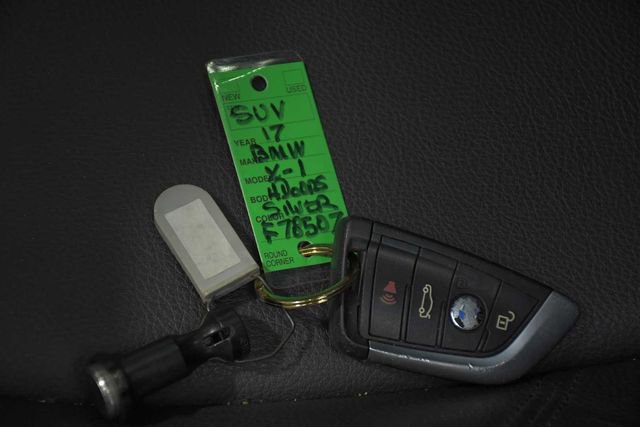 NEW USED
SUV
YEAR 17
MAKE BMW
MODEL X-1
BODY 4Doors
COLOR SILVER
F78507
ROUND
CORNER